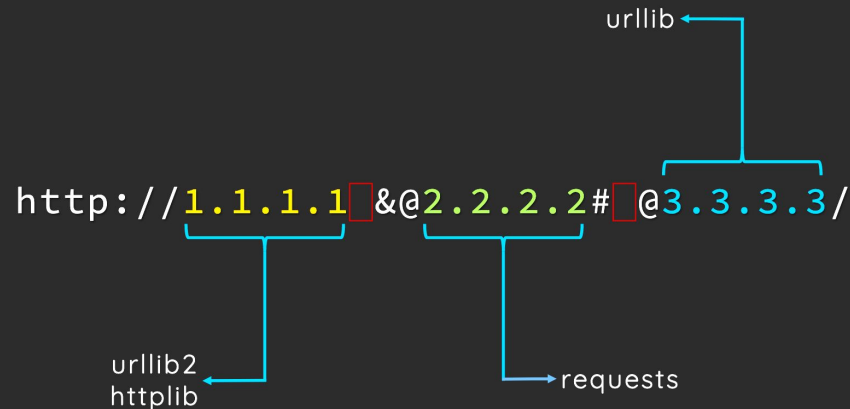 urllib
http://1.1.1.1 &@2.2.2.2# @3.3.3.3/
urllib2
httplib
requests